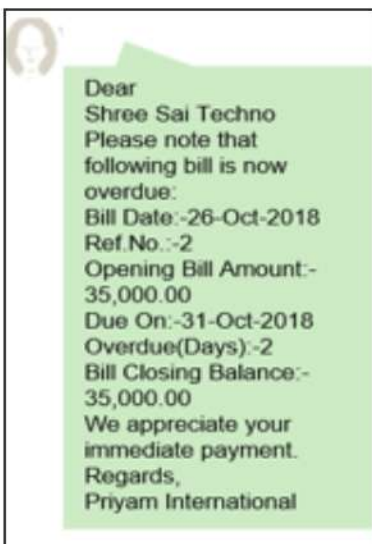 Dear
Shree Sai Techno
Please note that
following bill is now
overdue:
Bill Date:-26-Oct-2018
Ref.No.:-2
Opening Bill Amount:-
35,000.00
Due On:-31-Oct-2018
Overdue(Days):-2
Bill Closing Balance:-
35,000.00
We appreciate your
immediate payment.
Regards,
Priyam International